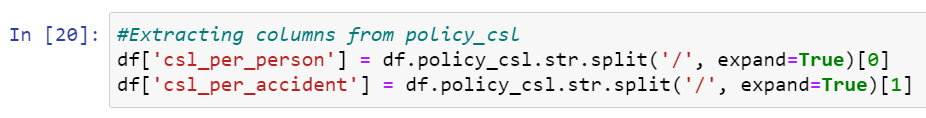 In [20]: #Extracting columns from policy_csl
df['csl_per_person'] = df.policy_csl.str.split('/', expand=True)[0]
df['csl_per_accident'] = df.policy_csl.str.split('/', expand=True)[1]